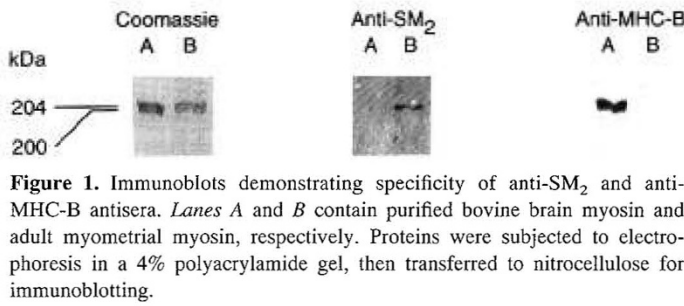 Coomassie Anti-SM2 Anti-MHC-B
A B A B A B
kDa
204
200
Figure 1. Immunoblots demonstrating specificity of anti-SM2 and anti-
MHC-B antisera. Lanes A and B contain purified bovine brain myosin and
adult myometrial myosin, respectively. Proteins were subjected to electro-
phoresis in a 4% polyacrylamide gel, then transferred to nitrocellulose for
immunoblotting.